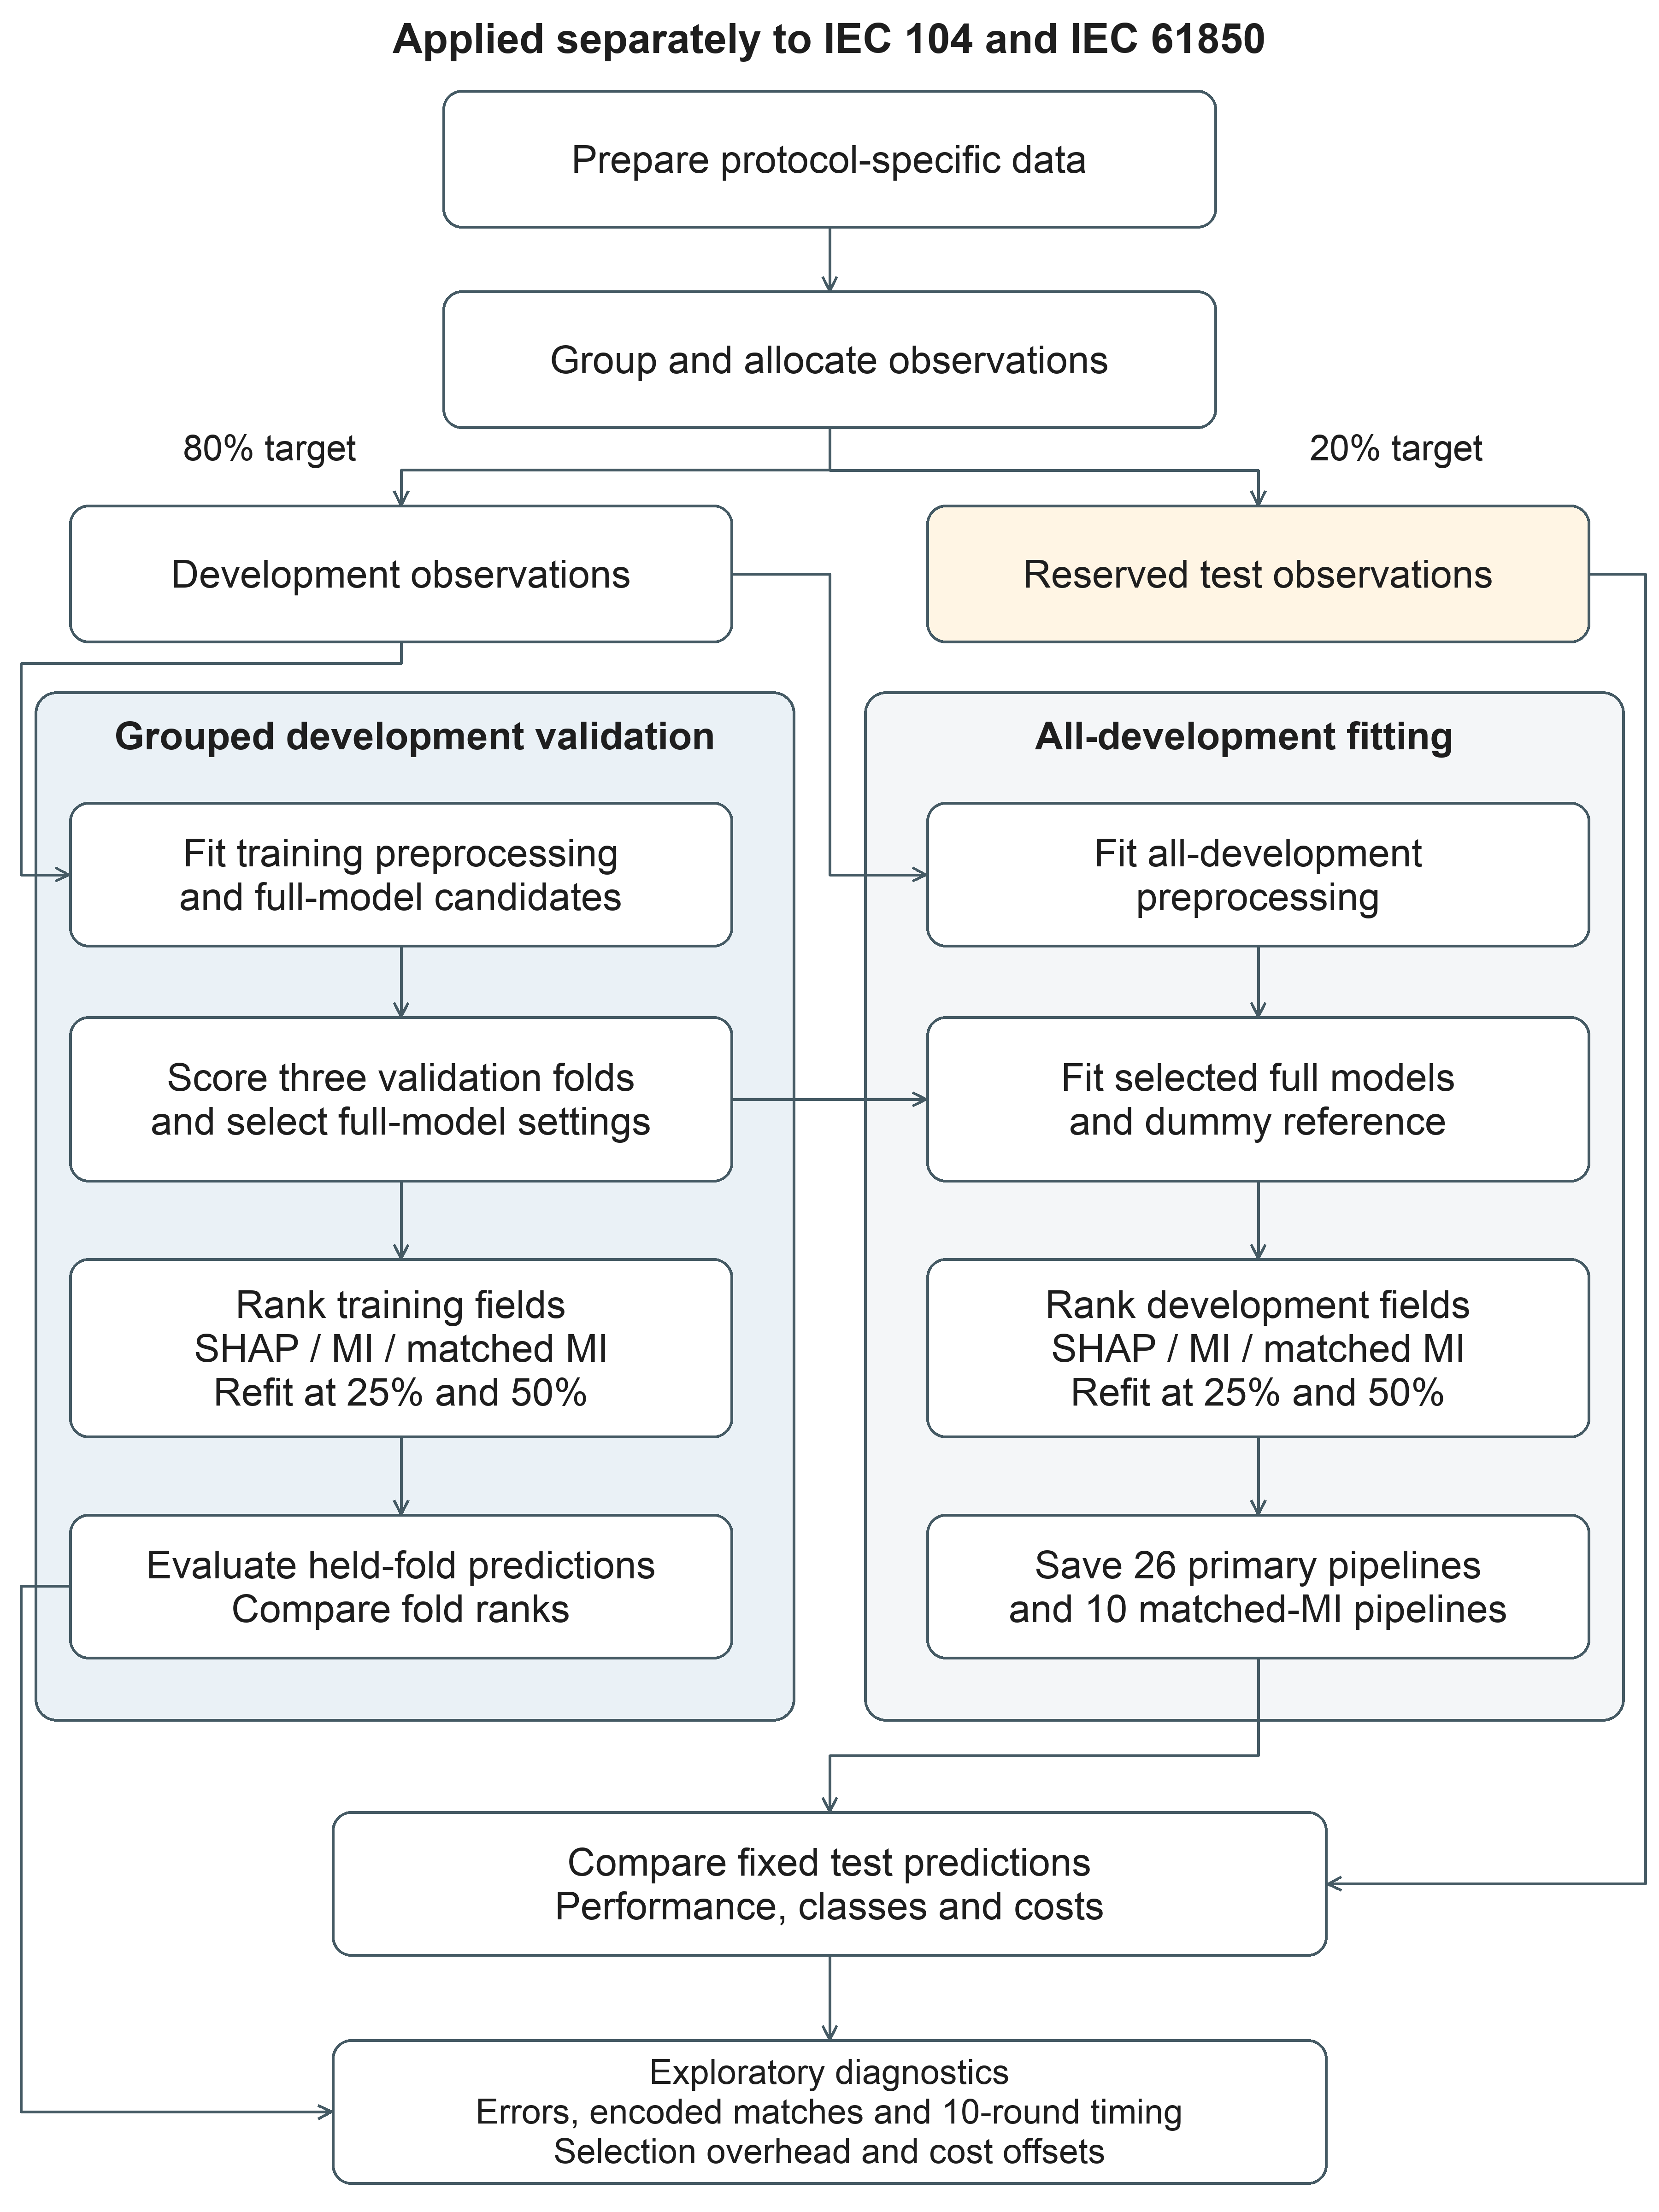 Applied separately to IEC 104 and IEC 61850
Prepare protocol-specific data
Group and allocate observations
80% target
20% target
Development observations
Reserved test observations
Grouped development validation
Fit training preprocessing
and full-model candidates
Score three validation folds
and select full-model settings
Rank training fields
SHAP / MI / matched MI
Refit at 25% and 50%
Evaluate held-fold predictions
Compare fold ranks
All-development fitting
Fit all-development
preprocessing
Fit selected full models
and dummy reference
Rank development fields
SHAP / MI / matched MI
Refit at 25% and 50%
Save 26 primary pipelines
and 10 matched-MI pipelines
Compare fixed test predictions
Performance, classes and costs
Exploratory diagnostics
Errors, encoded matches and 10-round timing
Selection overhead and cost offsets